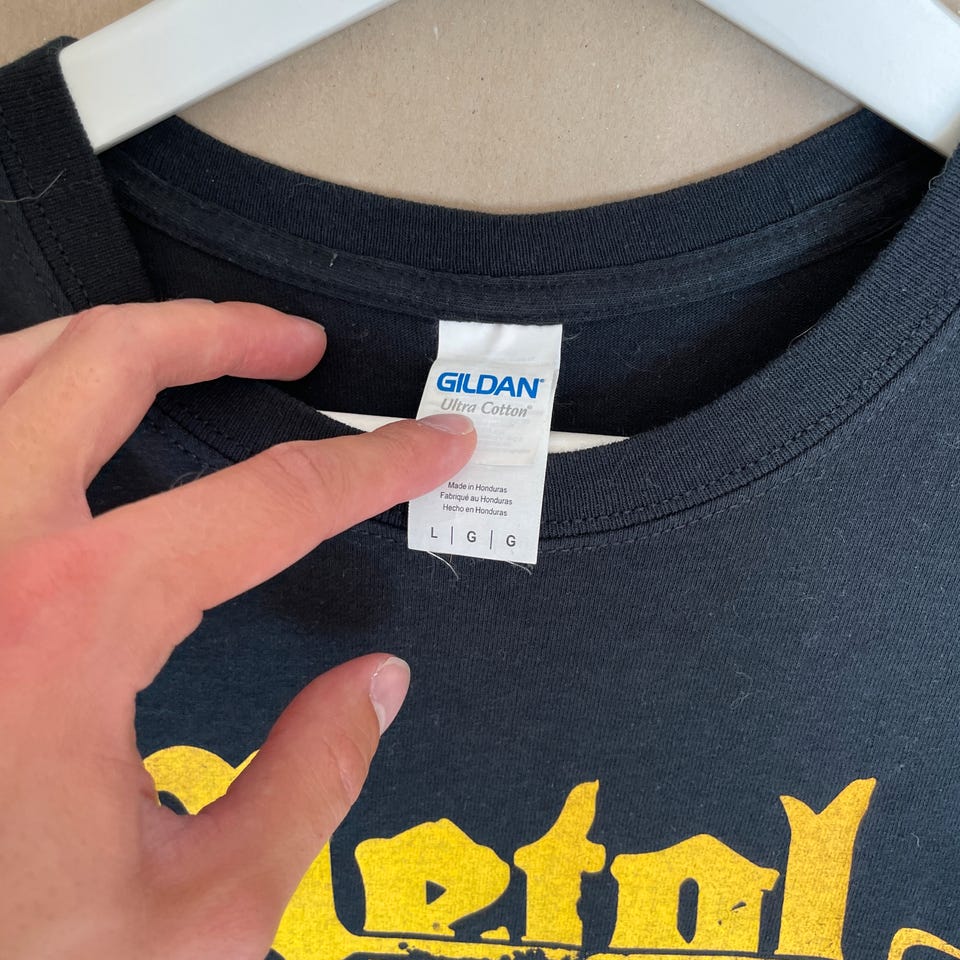 GILDAN®
Ultra Cotton®
Made in Honduras
Fabriqué au Honduras
Hecho en Honduras
L | G | G